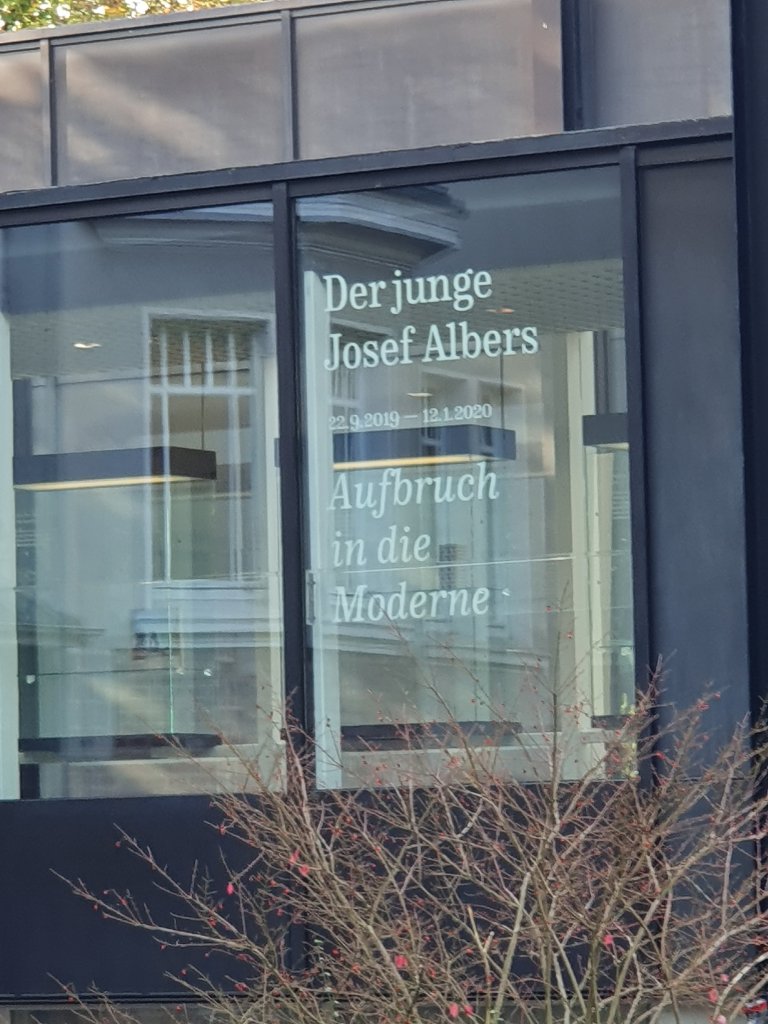 Der junge
Josef Albers
22.9.2019 — 12.1.2020
Aufbruch
in die
Moderne